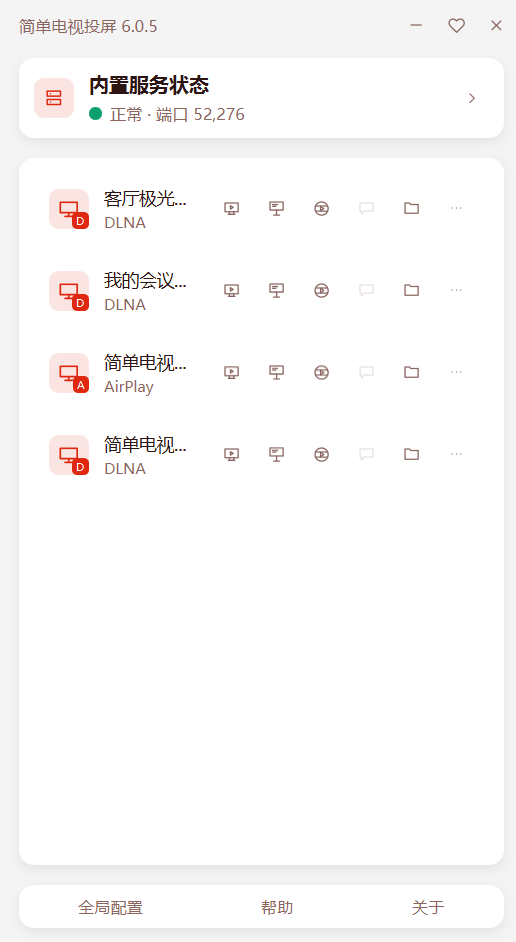 简单电视投屏 6.0.5
内置服务状态
正常 · 端口 52,276
客厅极光...
D
DLNA
我的会议...
D
DLNA
简单电视...
A
AirPlay
简单电视...
D
DLNA
全局配置 帮助 关于